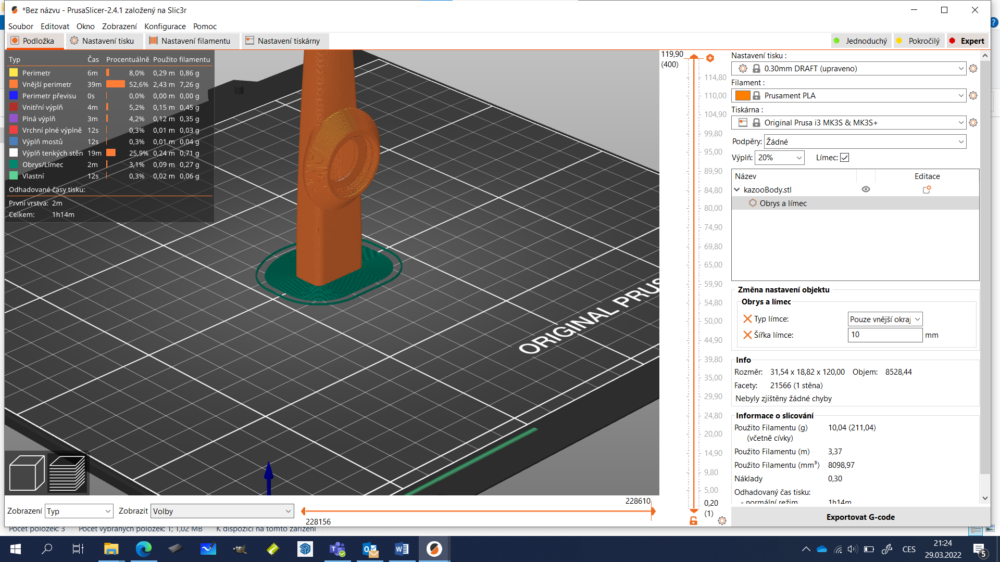 *Bez názvu - PrusaSlicer-2.4.1 založený na Slic3r
Soubor Editovat Okno Zobrazení Konfigurace Pomoc
Podložka Nastavení tisku Nastavení filamentu Nastavení tiskárny Jednoduchý Pokročilý Expert
Typ Čas Procentuálně Použito filamentu
Perimetr 6m 8,0% 0,29 m 0,86 g
Vnější perimetr 39m 52,6% 2,43 m 7,26 g
Perimetr převisu 0s 0,0% 0,00 m 0,00 g
Vnitřní výplň 4m 5,2% 0,15 m 0,45 g
Plná výplň 3m 4,2% 0,12 m 0,35 g
Vrchní plné výplně 12s 0,3% 0,01 m 0,03 g
Výplň mostů 12s 0,3% 0,01 m 0,04 g
Výplň tenkých stěn 19m 25,9% 0,24 m 0,71 g
Obrys/Límec 2m 3,1% 0,09 m 0,27 g
Vlastní 12s 0,3% 0,02 m 0,06 g
Odhadované časy tisku:
První vrstva: 2m
Celkem: 1h14m
ORIGINAL PRUS
119,90
(400)
114,80
110,00
104,90
99,80
95,00
89,90
84,80
80,00
74,90
69,80
65,00
59,90
54,80
50,00
44,90
39,80
35,00
29,90
24,80
20,00
14,90
9,80
5,00
0,20
(1)
Nastavení tisku :
0.30mm DRAFT (upraveno)
Filament :
Prusament PLA
Tiskárna :
Original Prusa i3 MK3S & MK3S+
Podpěry: Žádné
Výplň: 20% Límec:
Název Editace
kazooBody.stl
Obrys a límec
Změna nastavení objektu
Obrys a límec
Typ límce: Pouze vnější okraj
Šířka límce: 10 mm
Info
Rozměr: 31,54 x 18,82 x 120,00 Objem: 8528,44
Facety: 21566 (1 stěna)
Nebyly zjištěny žádné chyby
Informace o slicování
Použito Filamentu (g) 10,04 (211,04)
(včetně cívky)
Použito Filamentu (m) 3,37
Použito Filamentu (mm³) 8098,97
Náklady 0,30
Odhadovaný čas tisku:
- normální režim 1h14m
Exportovat G-code
Zobrazení Typ Zobrazit Volby
228610
228156
Počet položek: 3 Počet vybraných položek: 1; 1,02 MB K dispozici na tomto zařízení
CES
21:24
29.03.2022
5